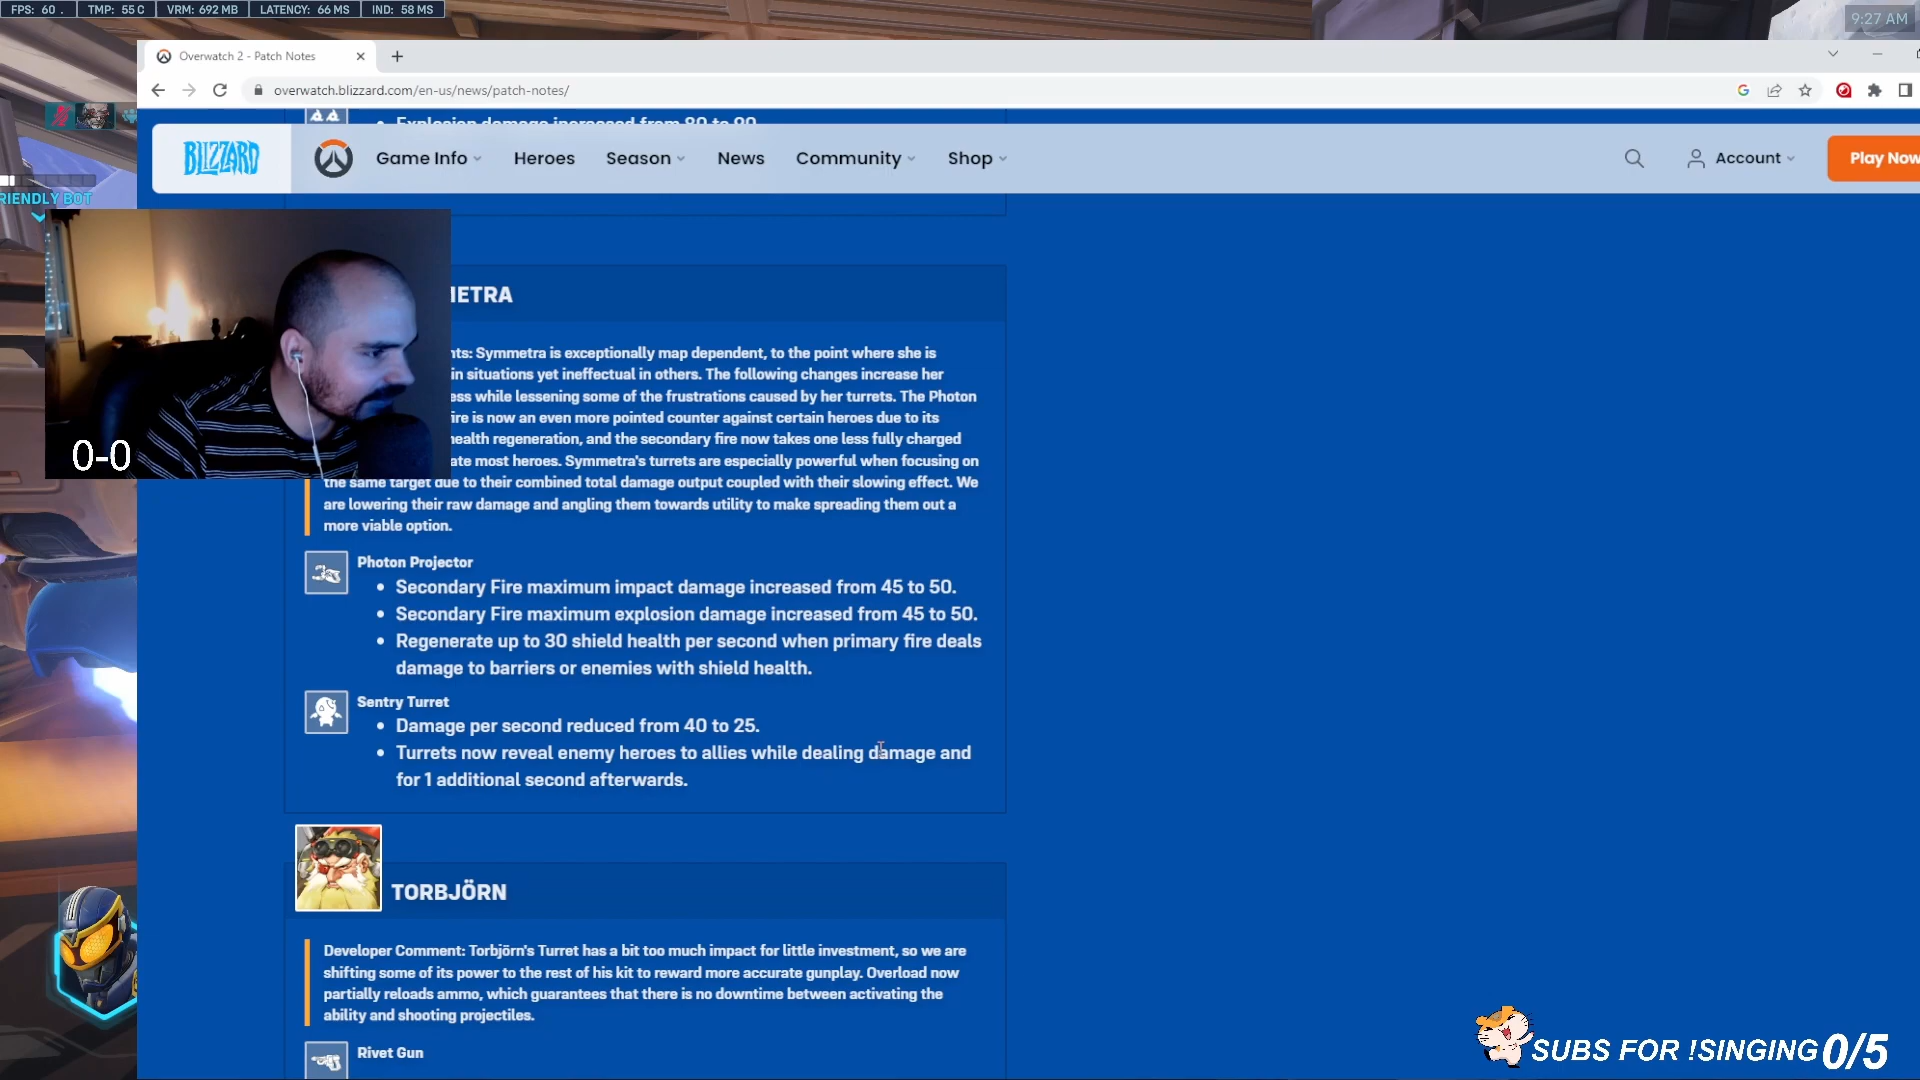 FPS: 60 . TMP: 55 C VRM: 692 MB LATENCY: 66 MS IND: 58 MS
9:27 AM
Overwatch 2 - Patch Notes
overwatch.blizzard.com/en-us/news/patch-notes/
Explosion damage increased from 80 to 90
BLIZZARD Game Info Heroes Season News Community Shop Account Play Now
RIENDLY BOT
METRA
nts: Symmetra is exceptionally map dependent, to the point where she is
in situations yet ineffectual in others. The following changes increase her
ess while lessening some of the frustrations caused by her turrets. The Photon
ire is now an even more pointed counter against certain heroes due to its
health regeneration, and the secondary fire now takes one less fully charged
ate most heroes. Symmetra's turrets are especially powerful when focusing on
the same target due to their combined total damage output coupled with their slowing effect. We
are lowering their raw damage and angling them towards utility to make spreading them out a
more viable option.
0-0
Photon Projector
• Secondary Fire maximum impact damage increased from 45 to 50.
• Secondary Fire maximum explosion damage increased from 45 to 50.
• Regenerate up to 30 shield health per second when primary fire deals
damage to barriers or enemies with shield health.
Sentry Turret
• Damage per second reduced from 40 to 25.
• Turrets now reveal enemy heroes to allies while dealing damage and
for 1 additional second afterwards.
TORBJÖRN
Developer Comment: Torbjörn's Turret has a bit too much impact for little investment, so we are
shifting some of its power to the rest of his kit to reward more accurate gunplay. Overload now
partially reloads ammo, which guarantees that there is no downtime between activating the
ability and shooting projectiles.
Rivet Gun
SUBS FOR !SINGING 0/5